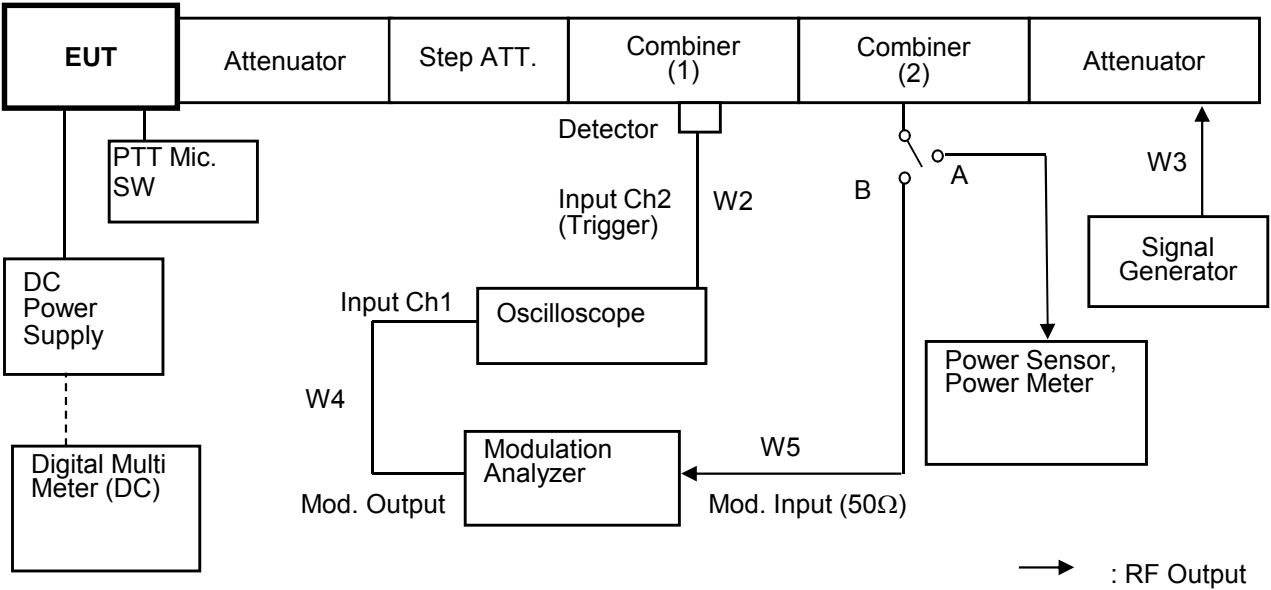 EUT
Attenuator
Step ATT.
Combiner
(1)
Combiner
(2)
Attenuator
Detector
PTT Mic.
SW
Input Ch2
(Trigger)
W2
B
A
W3
Signal
Generator
DC
Power
Supply
Input Ch1
Oscilloscope
Power Sensor,
Power Meter
W4
Digital Multi
Meter (DC)
Modulation
Analyzer
W5
Mod. Output
Mod. Input (50Ω)
: RF Output